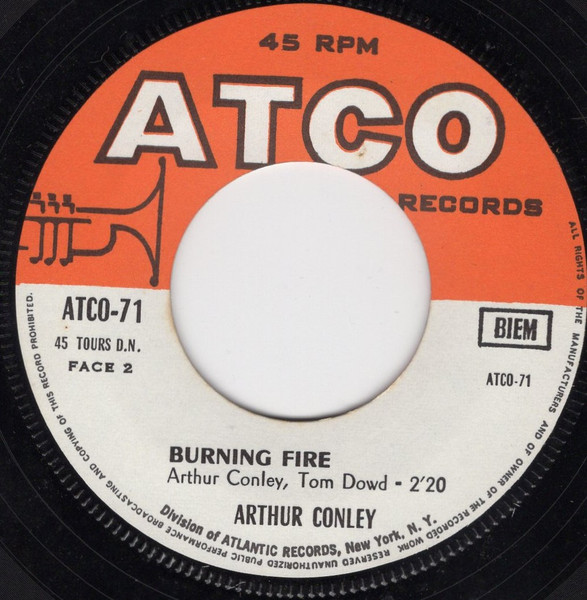 45 RPM
ATCO
RECORDS
ATCO-71
45 TOURS D.N.
FACE 2
BIEM
ATCO-71
BURNING FIRE
Arthur Conley, Tom Dowd - 2'20
ARTHUR CONLEY
Division of ATLANTIC RECORDS, New York, N. Y.
ALL RIGHTS OF THE MANUFACTURERS AND OF OWNER OF THE RECORDED WORK RESERVED UNAUTHORIZED PUBLIC PERFORMANCE BROADCASTING AND COPYING OF THIS RECORD PROHIBITED.